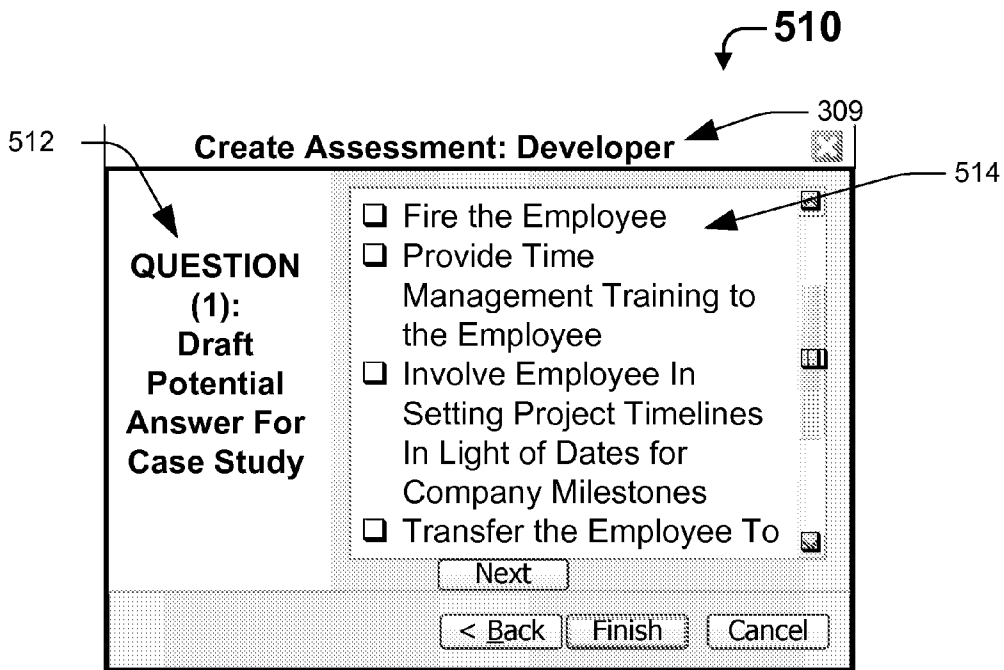 510
309
512
Create Assessment: Developer
514
QUESTION
(1):
Draft
Potential
Answer For
Case Study
❑ Fire the Employee
❑ Provide Time
Management Training to
the Employee
❑ Involve Employee In
Setting Project Timelines
In Light of Dates for
Company Milestones
❑ Transfer the Employee To
Next
< Back
Finish
Cancel